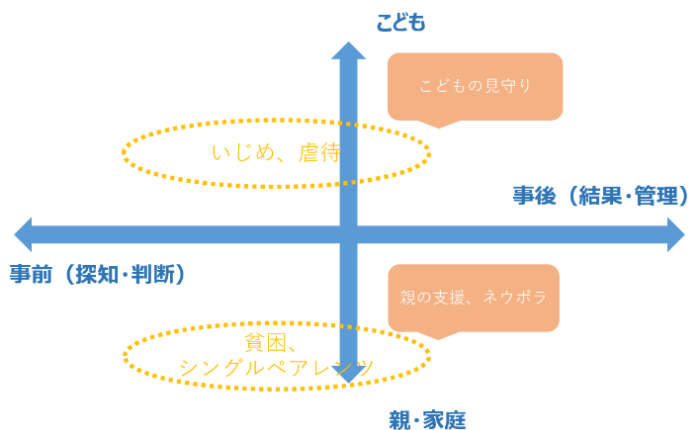 こども
こどもの見守り
いじめ、虐待
事後（結果・管理）
事前（探知・判断）
親の支援、ネウボラ
貧困、
シングルペアレンツ
親・家庭